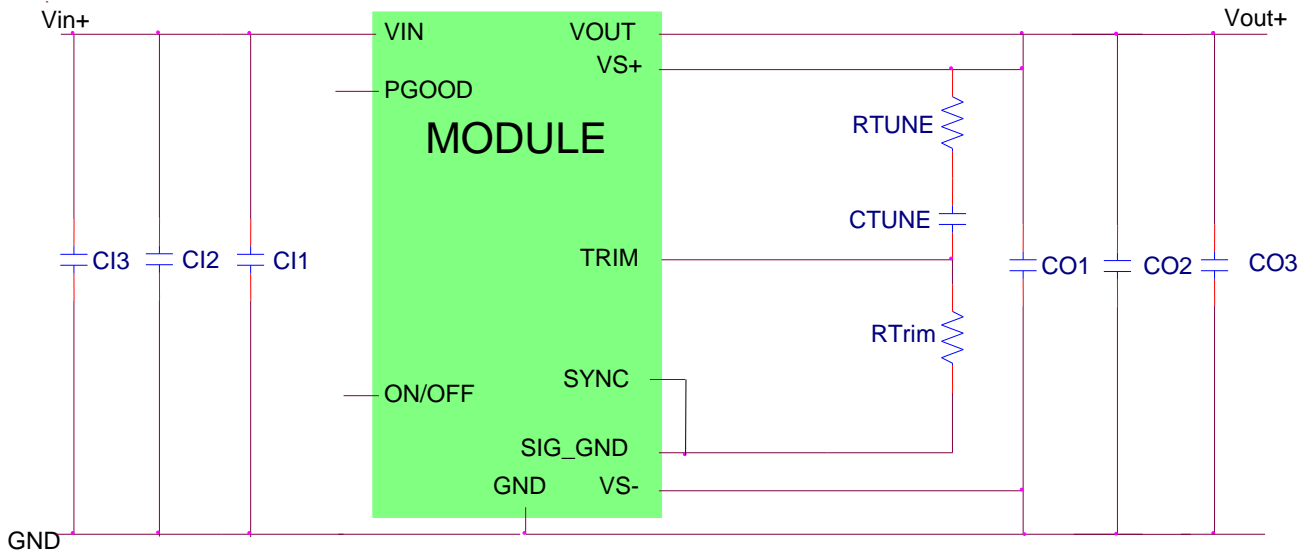 Vin+
Vout+
VIN
VOUT
VS+
PGOOD
MODULE
RTUNE
CTUNE
TRIM
CI3
CI2
CI1
CO1
CO2
CO3
RTrim
SYNC
ON/OFF
SIG_GND
GND
VS-
GND